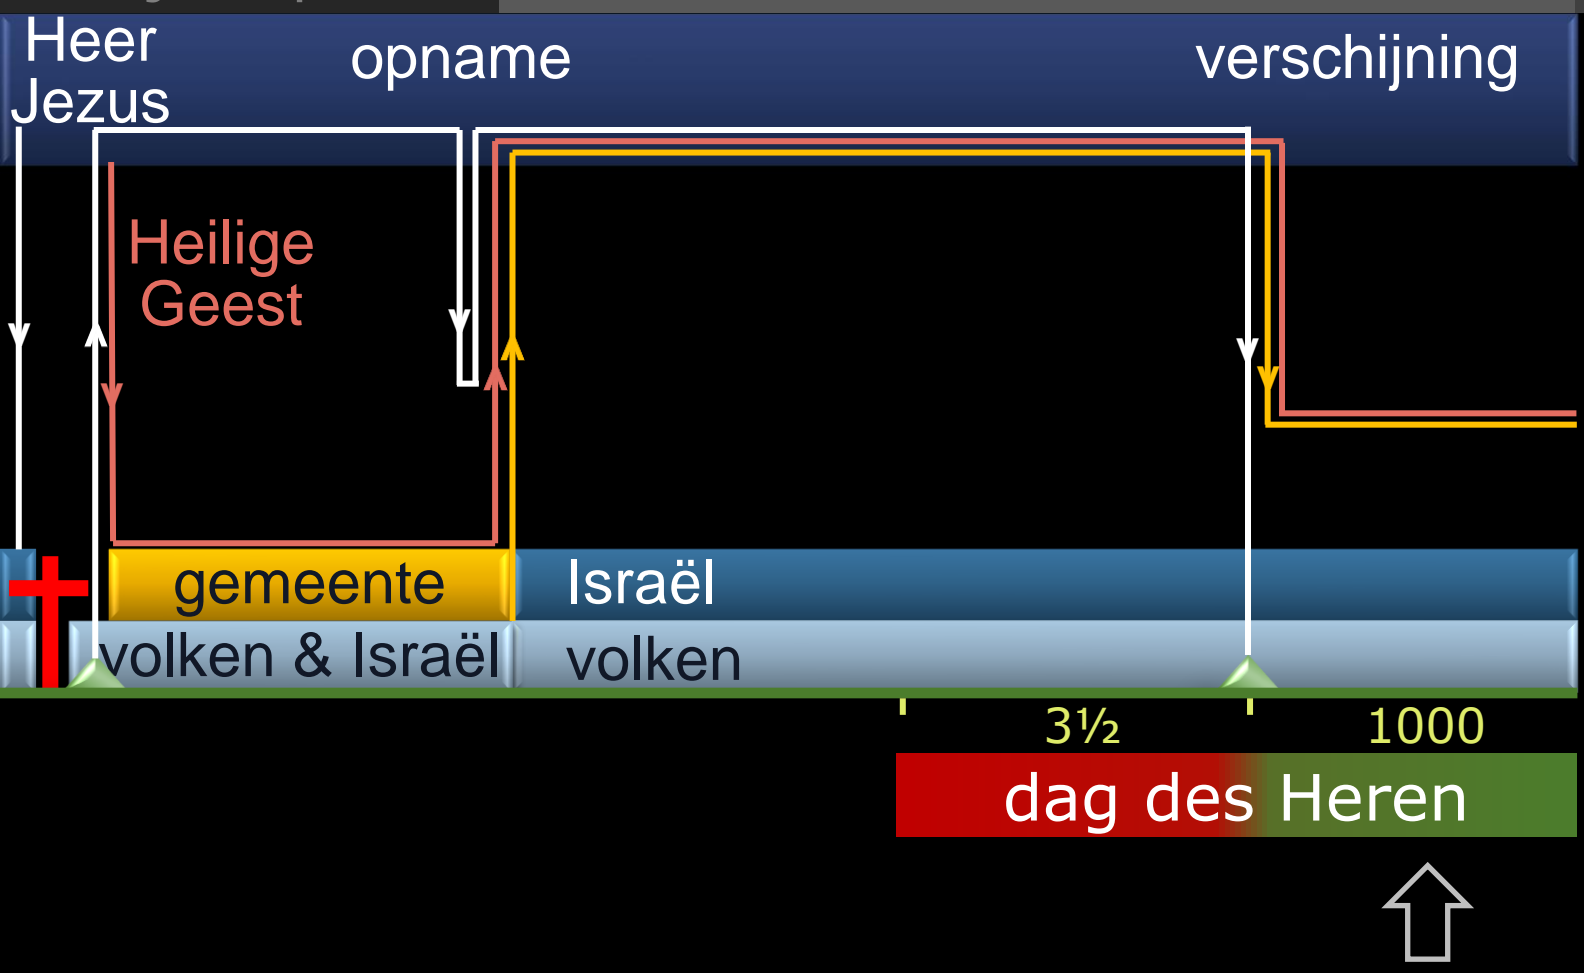 Heer
Jezus
opname
verschijning
Heilige
Geest
gemeente
Israël
volken & Israël
volken
3½
1000
dag des Heren